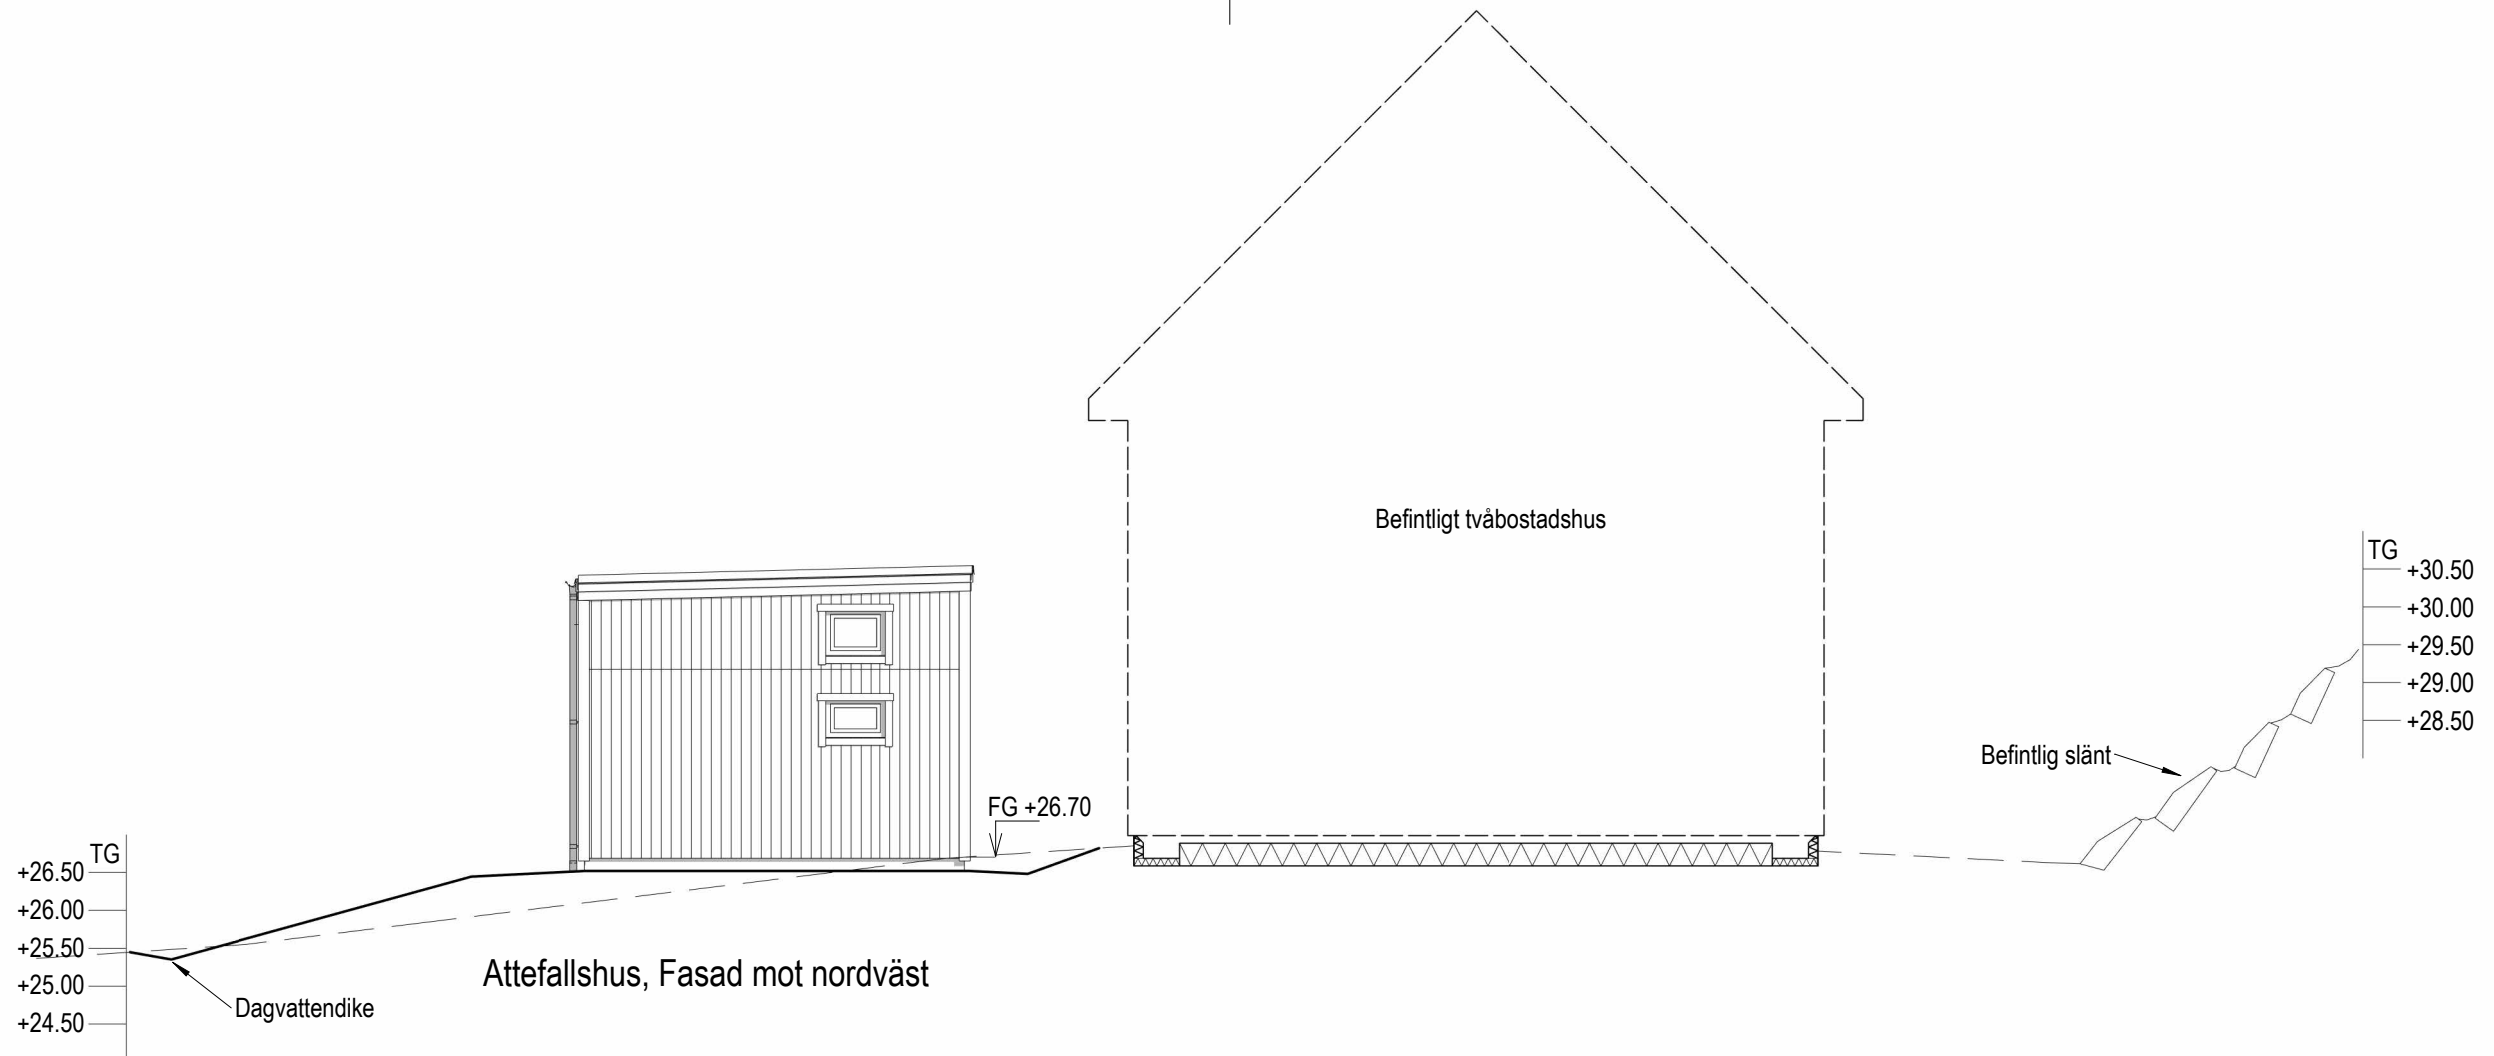 Befintligt tvåbostadshus
TG
+30.50
+30.00
+29.50
+29.00
+28.50
Befintlig slänt
FG +26.70
TG
+26.50
+26.00
+25.50
+25.00
+24.50
Attefallshus, Fasad mot nordväst
Dagvattendike